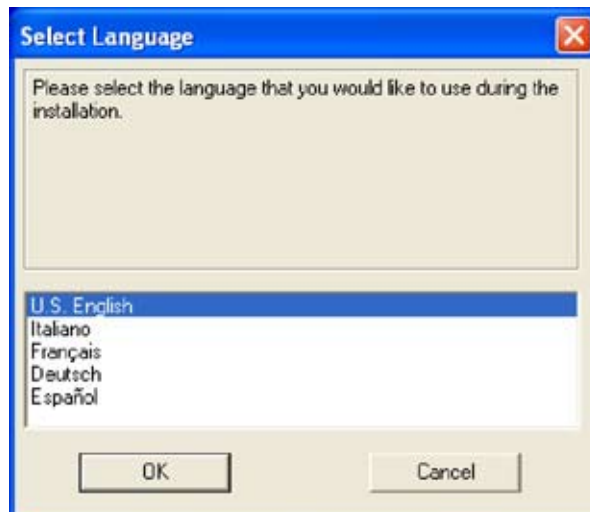 Select Language
Please select the language that you would like to use during the
installation.
U.S. English
Italiano
Français
Deutsch
Español
OK
Cancel